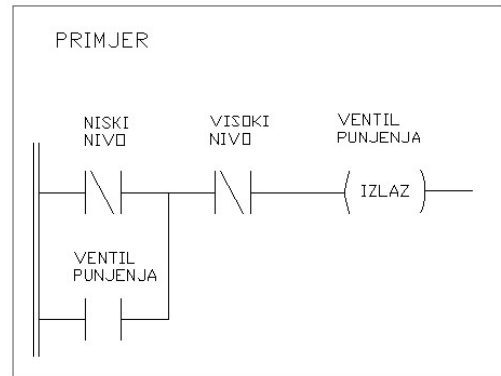 PRIMJER
NISKI
NIVO
VISOKI
NIVO
VENTIL
PUNJENJA
IZLAZ
VENTIL
PUNJENJA